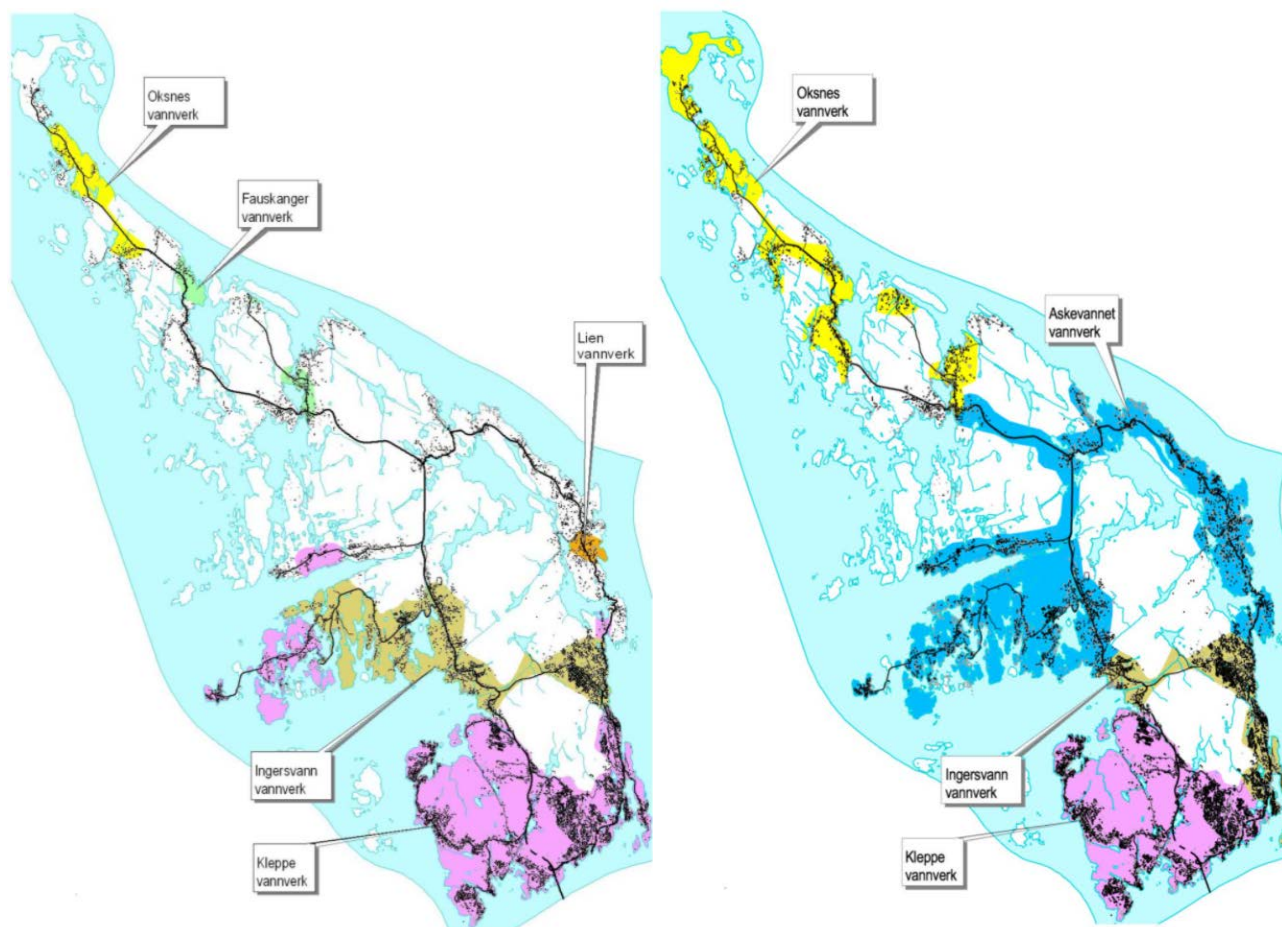 Oksnes
vannverk
Fauskanger
vannverk
Lien
vannverk
Ingersvann
vannverk
Kleppe
vannverk
Oksnes
vannverk
Askevannet
vannverk
Ingersvann
vannverk
Kleppe
vannverk